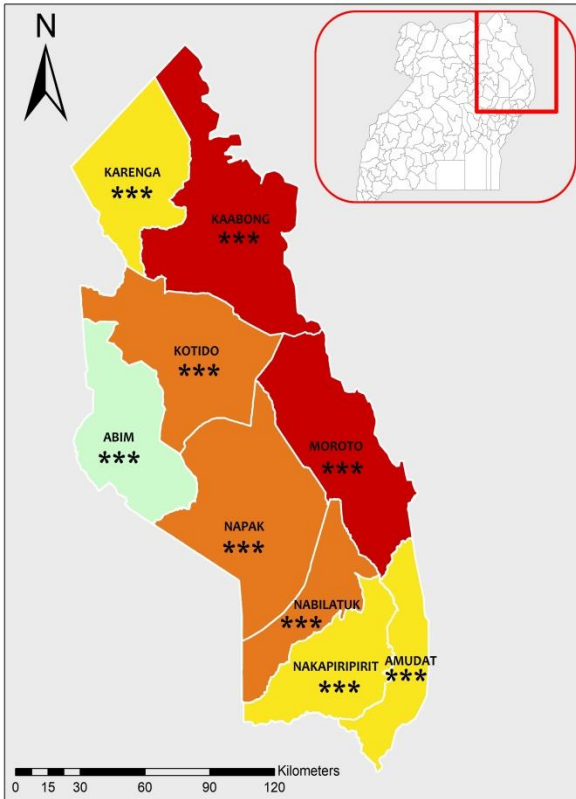 N
KARENGA
***
KAABONG
***
KOTIDO
***
ABIM
***
MOROTO
***
NAPAK
***
NABILATUK
***
NAKAPIRIPIRIT
***
AMUDAT
***
Kilometers
0 15 30 60 90 120